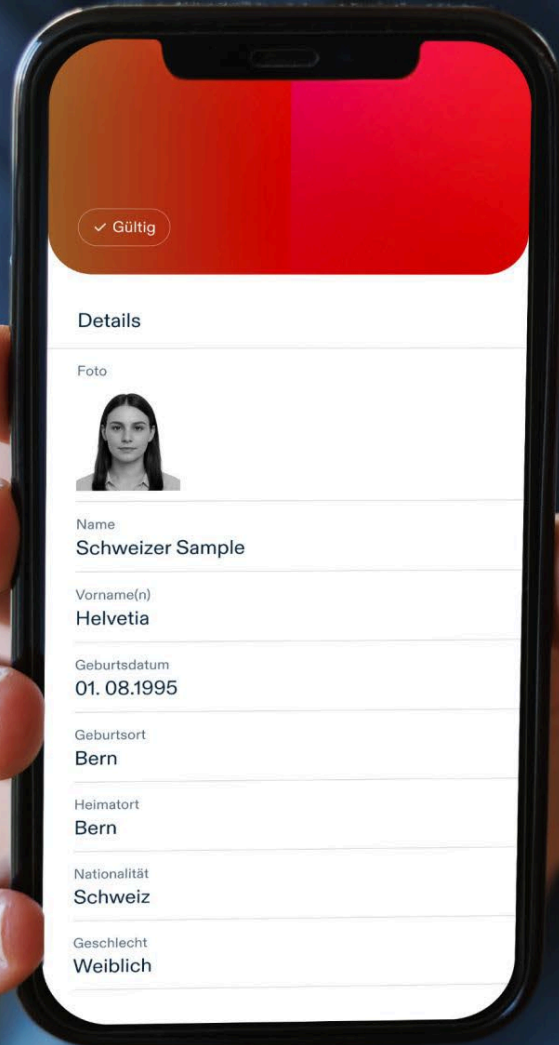 Gültig
Details
Foto
Name
Schweizer Sample
Vorname(n)
Helvetia
Geburtsdatum
01. 08.1995
Geburtsort
Bern
Heimatort
Bern
Nationalität
Schweiz
Geschlecht
Weiblich